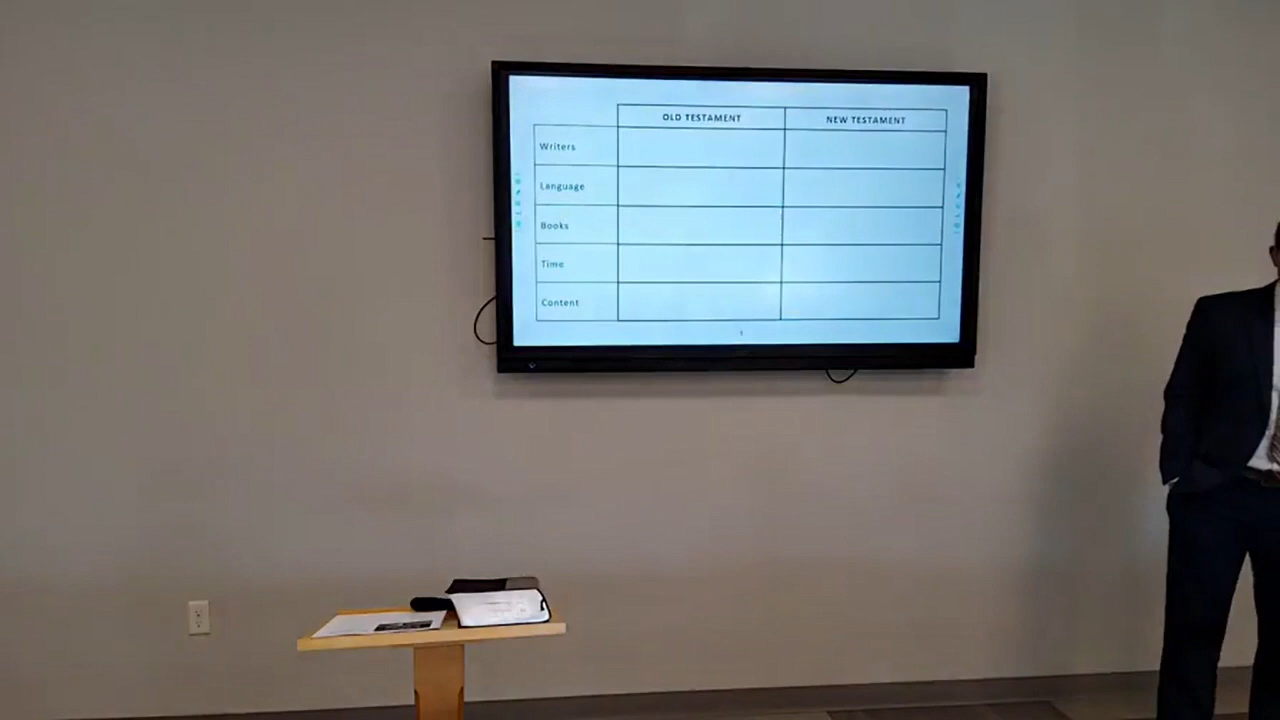 OLD TESTAMENT NEW TESTAMENT
Writers
Language
Books
Time
Content